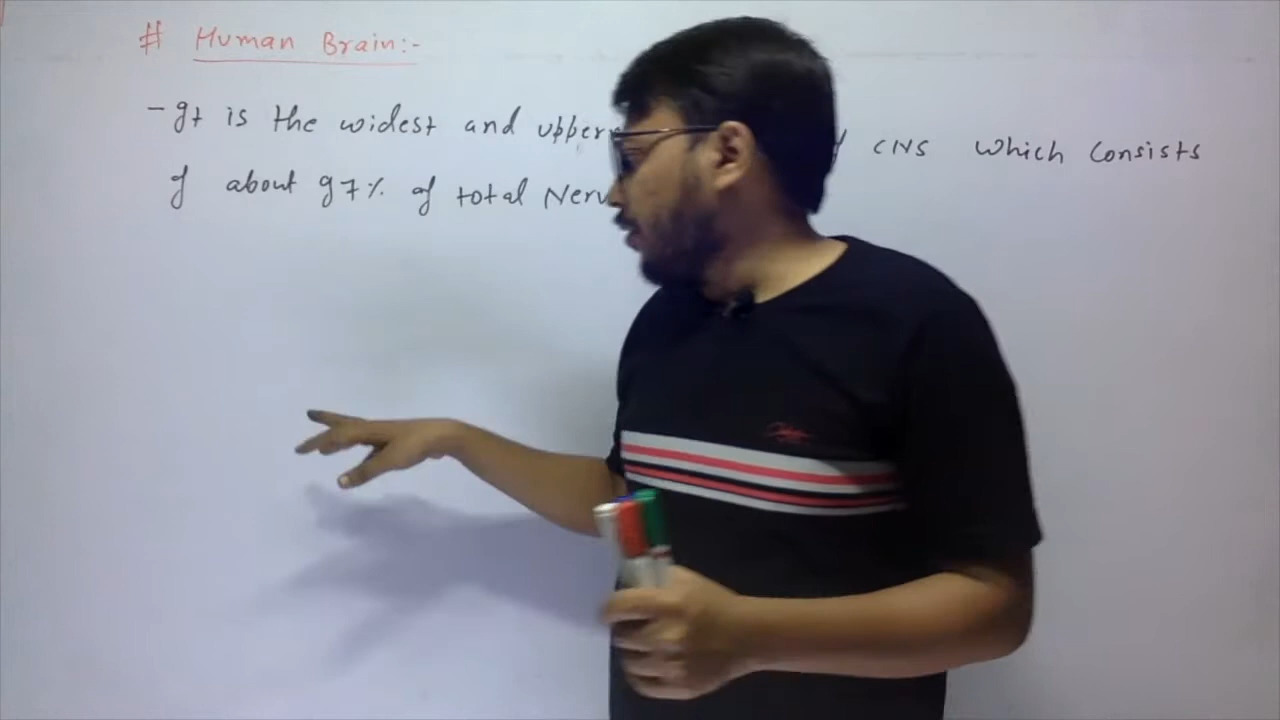 # Human Brain:-
- It is the widest and upper CNS which Consists
of about 97% of total Nerv